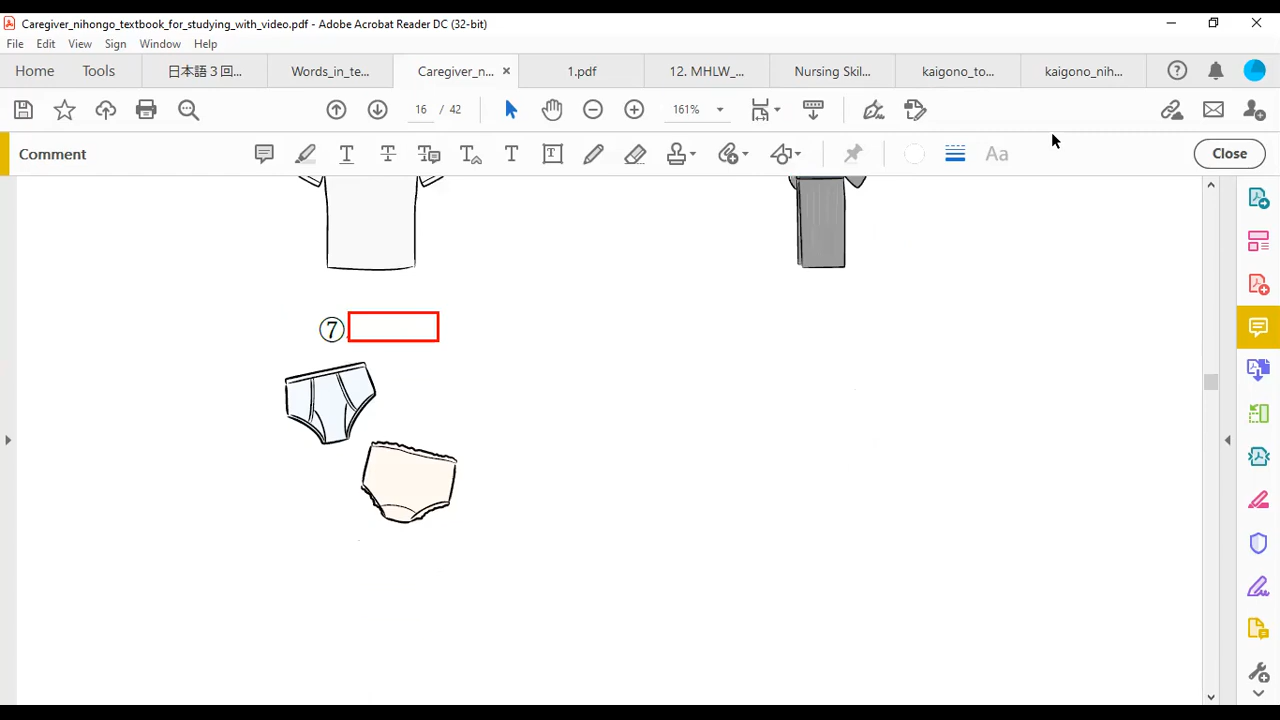 Caregiver_nihongo_textbook_for_studying_with_video.pdf - Adobe Acrobat Reader DC (32-bit)
File Edit View Sign Window Help
Home Tools 日本語３回... Words_in_te... Caregiver_n... × 1.pdf 12. MHLW_... Nursing Skil... kaigono_to... kaigono_nih...
16 / 42 161%
Comment Aa Close
⑦